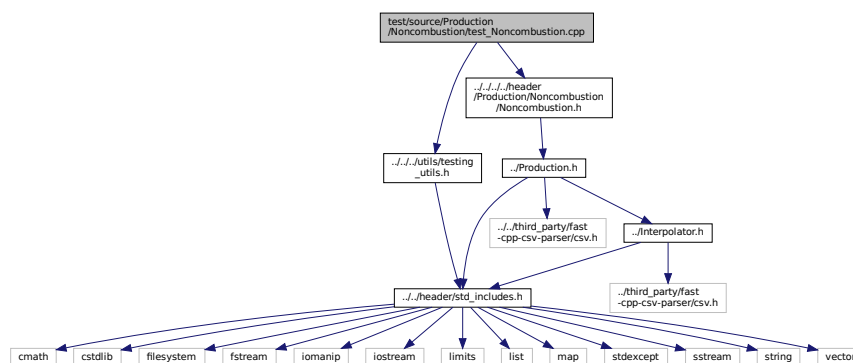 test/source/Production
/Noncombustion/test_Noncombustion.cpp
../../../../header
/Production/Noncombustion
/Noncombustion.h
../../../../utils/testing
_utils.h
../Production.h
../../third_party/fast
-cpp-csv-parser/csv.h
../Interpolator.h
../third_party/fast
-cpp-csv-parser/csv.h
../../header/std_includes.h
cmath
cstdlib
filesystem
fstream
iomanip
iostream
limits
list
map
stdexcept
sstream
string
vector